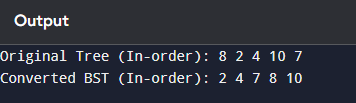 Output
Original Tree (In-order): 8 2 4 10 7
Converted BST (In-order): 2 4 7 8 10